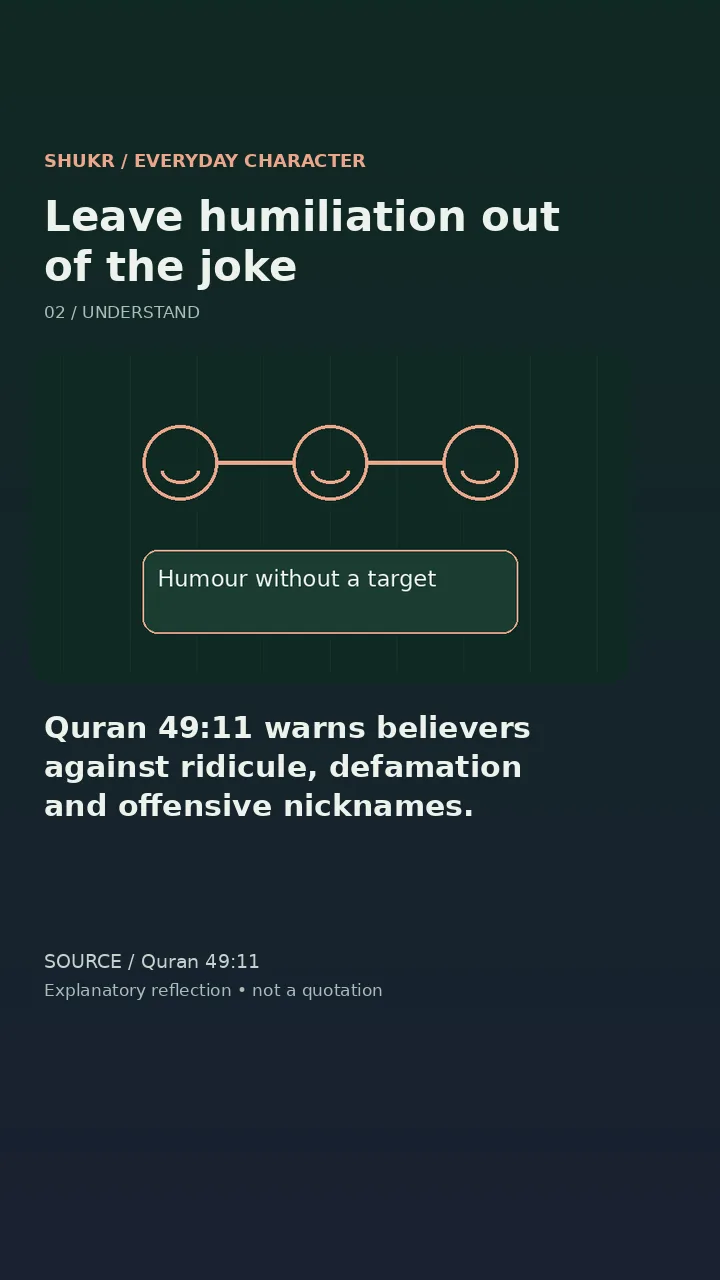 SHUKR / EVERYDAY CHARACTER
Leave humiliation out
of the joke
02 / UNDERSTAND
Humour without a target
Quran 49:11 warns believers
against ridicule, defamation
and offensive nicknames.
SOURCE / Quran 49:11
Explanatory reflection • not a quotation